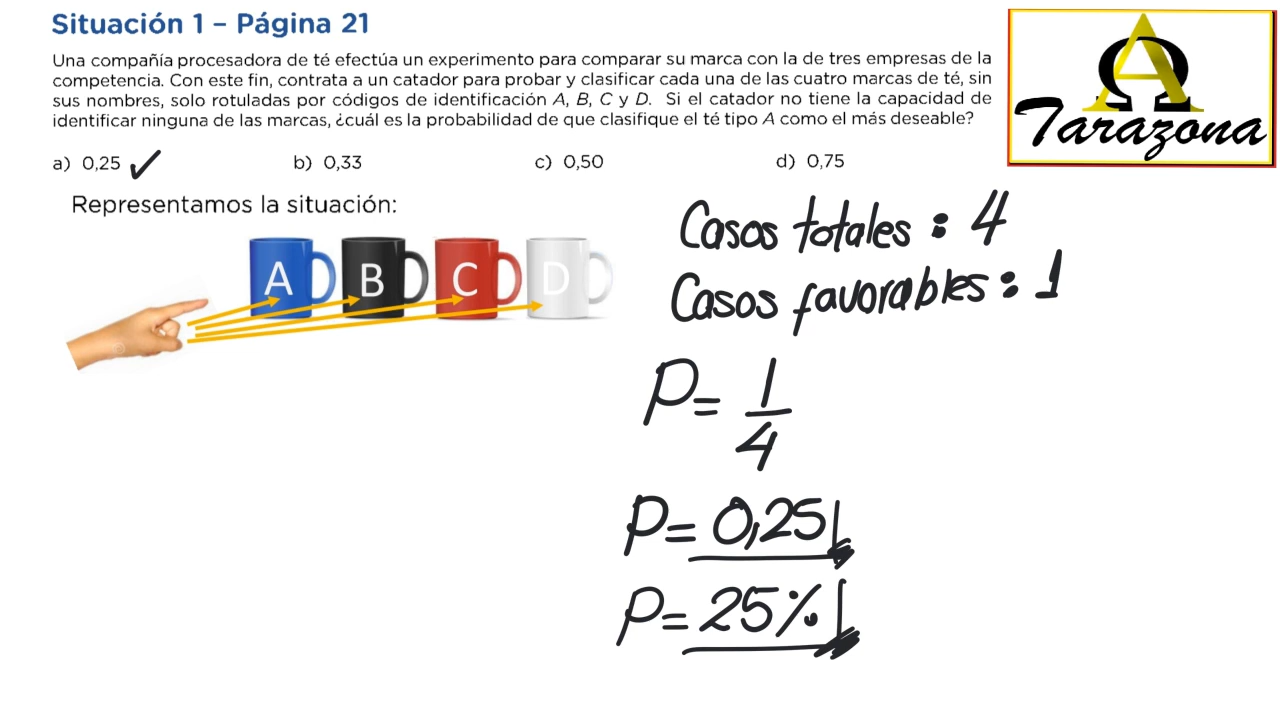 Situación 1 – Página 21
Una compañía procesadora de té efectúa un experimento para comparar su marca con la de tres empresas de la
competencia. Con este fin, contrata a un catador para probar y clasificar cada una de las cuatro marcas de té, sin
sus nombres, solo rotuladas por códigos de identificación A, B, C y D. Si el catador no tiene la capacidad de
identificar ninguna de las marcas, ¿cuál es la probabilidad de que clasifique el té tipo A como el más deseable?
a) 0,25 ✓ b) 0,33 c) 0,50 d) 0,75
Representamos la situación:
A B C D
Casos totales : 4
Casos favorables : 1
P= 1/4
P= 0,25
P= 25%
A Ω
Tarazona